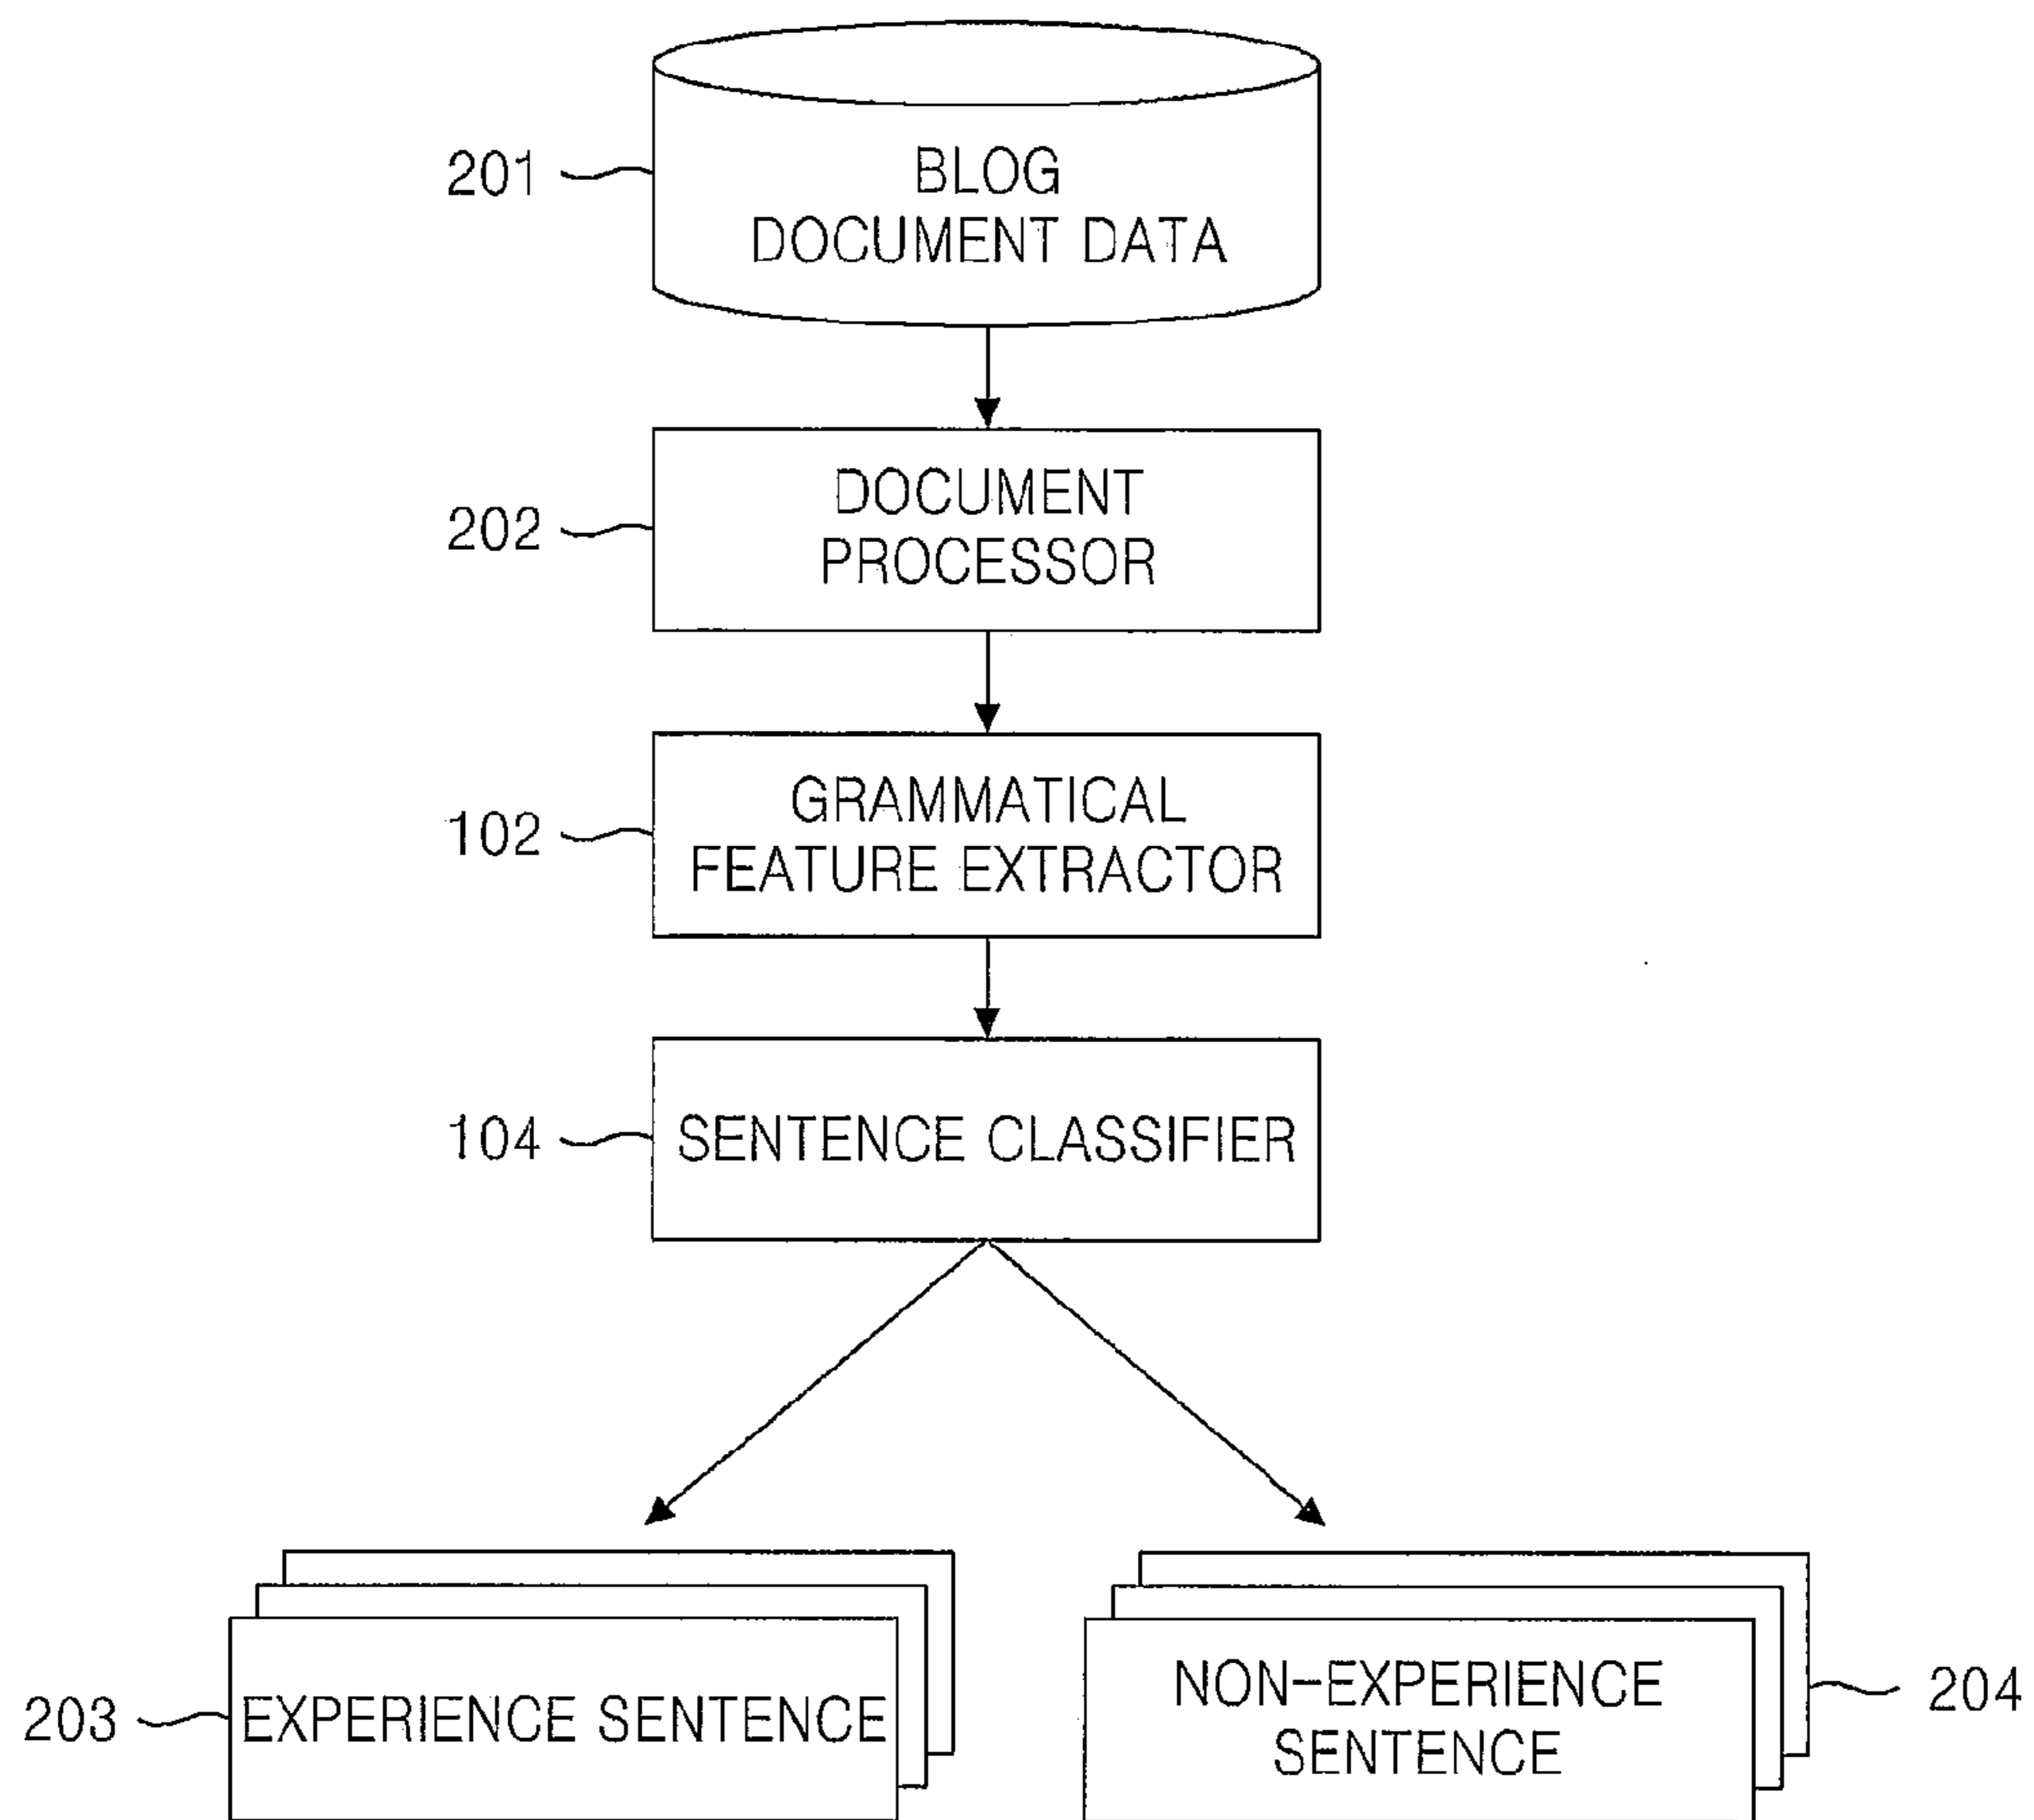 201
BLOG
DOCUMENT DATA
202
DOCUMENT
PROCESSOR
102
GRAMMATICAL
FEATURE EXTRACTOR
104
SENTENCE CLASSIFIER
203
EXPERIENCE SENTENCE
NON-EXPERIENCE
SENTENCE
204